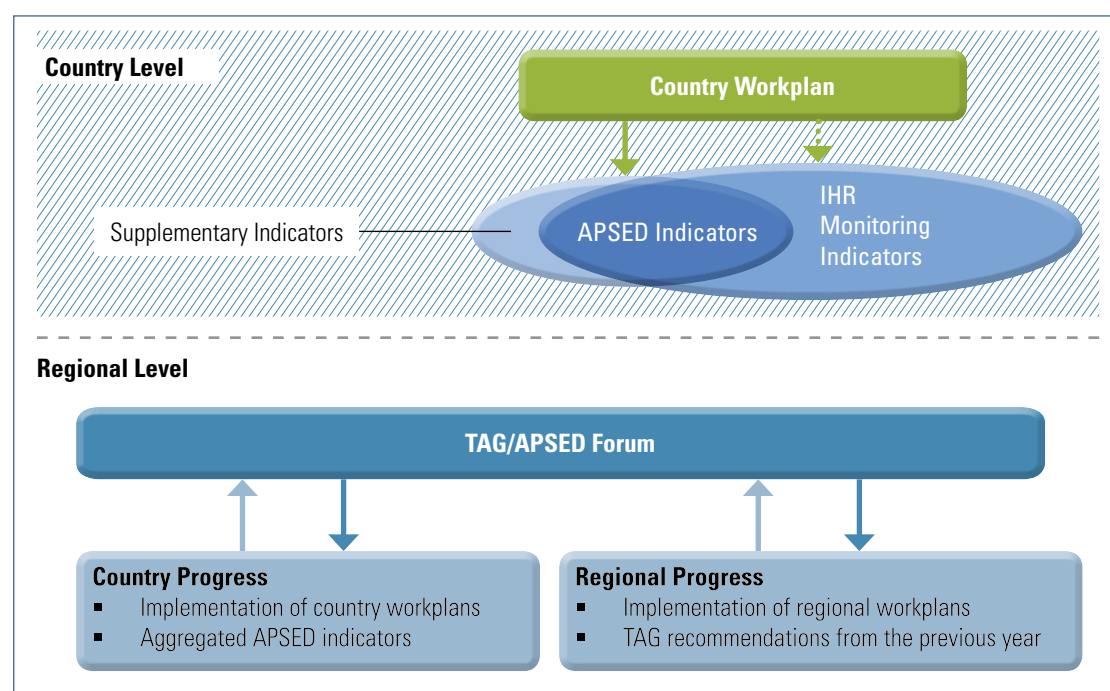 Country Level
Country Workplan
Supplementary Indicators
APSED Indicators
IHR
Monitoring
Indicators
Regional Level
TAG/APSED Forum
Country Progress
▪ Implementation of country workplans
▪ Aggregated APSED indicators
Regional Progress
▪ Implementation of regional workplans
▪ TAG recommendations from the previous year